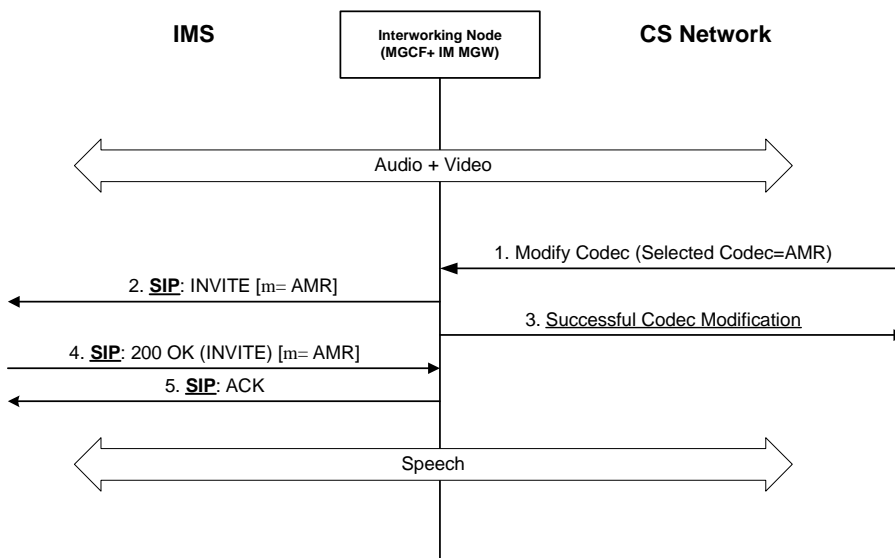 IMS
Interworking Node
(MGCF+ IM MGW)
CS Network
Audio + Video
1. Modify Codec (Selected Codec=AMR)
2. SIP: INVITE [m= AMR]
3. Successful Codec Modification
4. SIP: 200 OK (INVITE) [m= AMR]
5. SIP: ACK
Speech